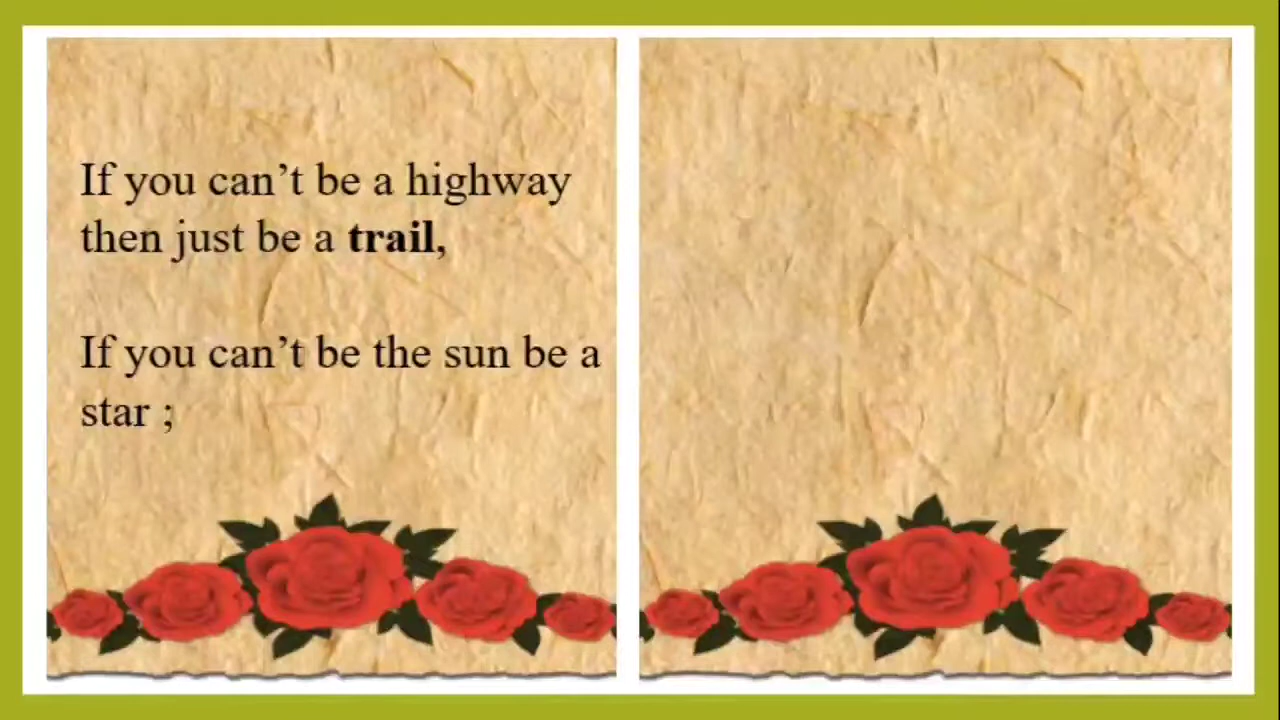 If you can’t be a highway
then just be a trail,
If you can’t be the sun be a
star ;